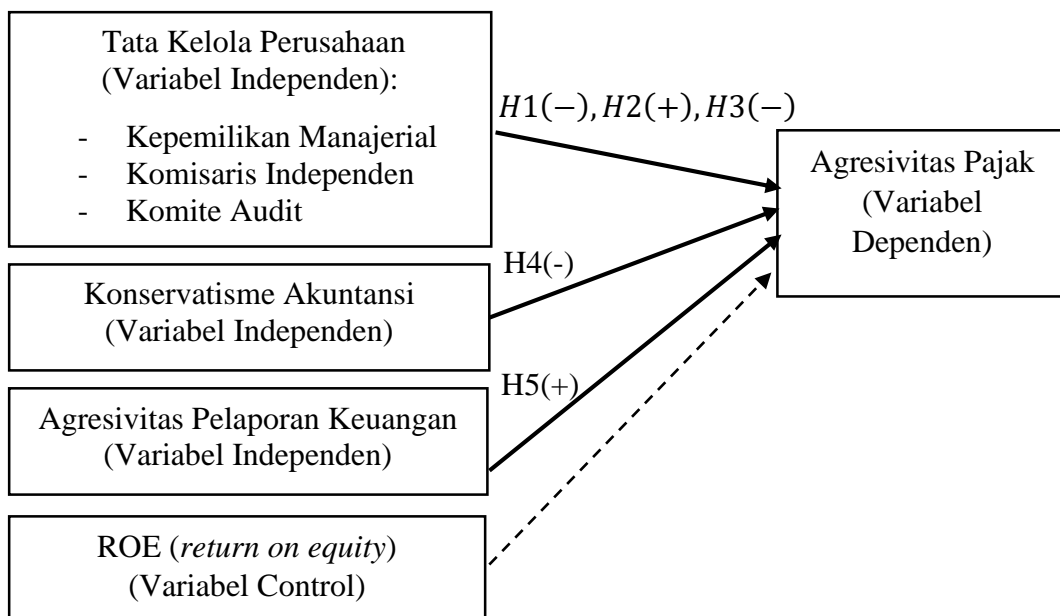 Tata Kelola Perusahaan
(Variabel Independen):
- Kepemilikan Manajerial
- Komisaris Independen
- Komite Audit
H1(−), H2(+), H3(−)
Agresivitas Pajak
(Variabel
Dependen)
H4(-)
Konservatisme Akuntansi
(Variabel Independen)
H5(+)
Agresivitas Pelaporan Keuangan
(Variabel Independen)
ROE (return on equity)
(Variabel Control)